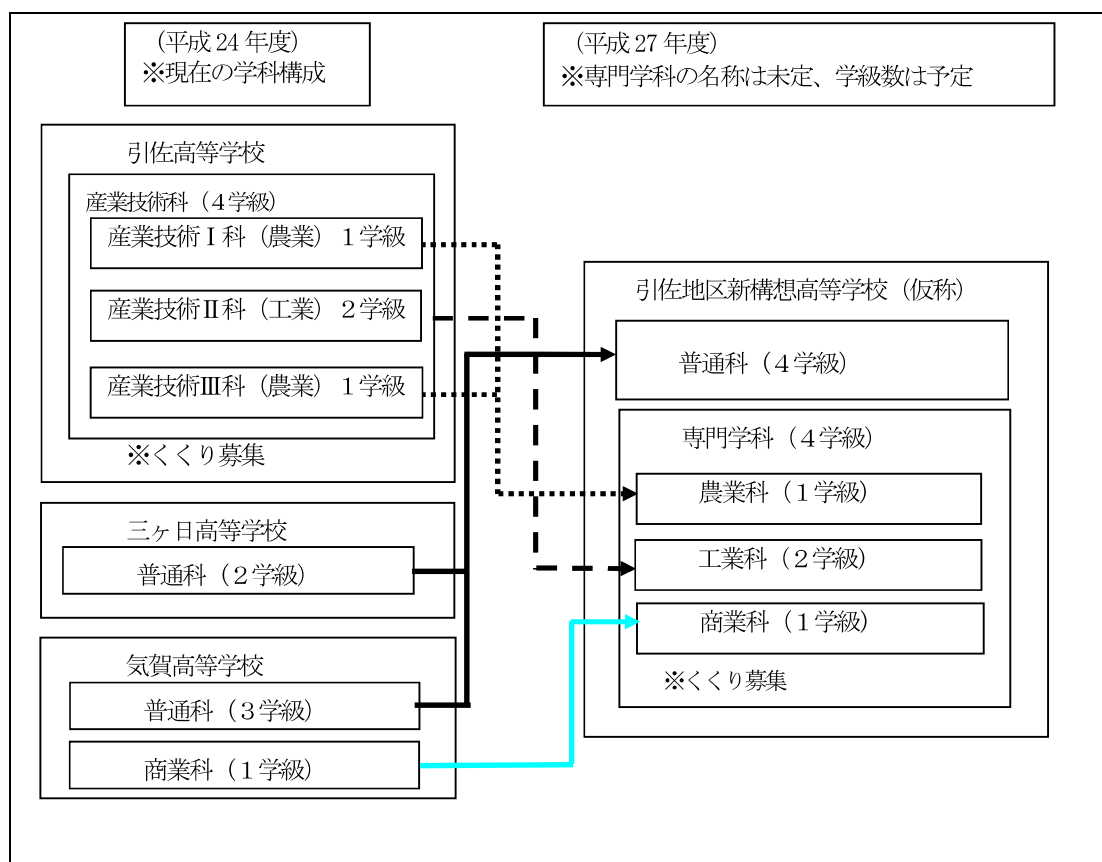 (平成24年度)
※現在の学科構成
(平成27年度)
※専門学科の名称は未定、学級数は予定
引佐高等学校
産業技術科（4学級）
産業技術Ⅰ科（農業）１学級
産業技術Ⅱ科（工業）２学級
産業技術Ⅲ科（農業）１学級
※くくり募集
三ヶ日高等学校
普通科（２学級）
気賀高等学校
普通科（３学級）
商業科（１学級）
引佐地区新構想高等学校（仮称）
普通科（４学級）
専門学科（４学級）
農業科（１学級）
工業科（２学級）
商業科（１学級）
※くくり募集